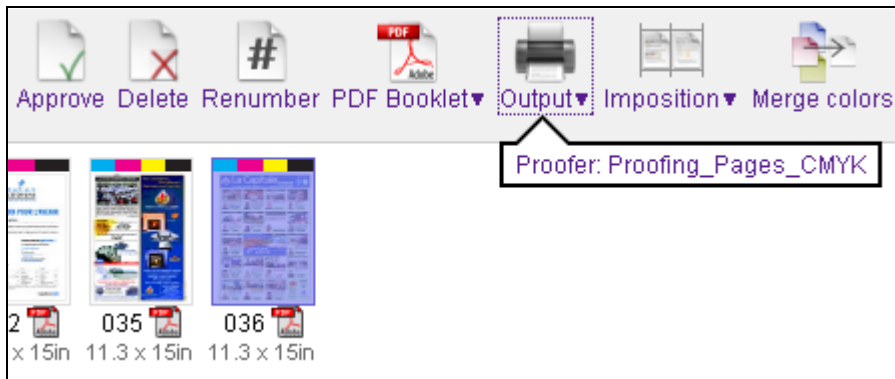 PDF
Adobe
#
Approve Delete Renumber PDF Booklet▾ Output▾ Imposition▾ Merge colors
Proofer: Proofing_Pages_CMYK
2 035 036
x 15in 11.3 x 15in 11.3 x 15in